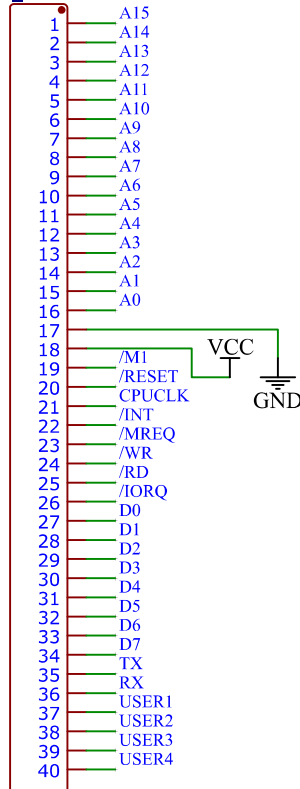 1 A15
2 A14
3 A13
4 A12
5 A11
6 A10
7 A9
8 A8
9 A7
10 A6
11 A5
12 A4
13 A3
14 A2
15 A1
16 A0
17 GND
18 VCC
19 /M1
20 /RESET
21 CPUCLK
22 /INT
23 /MREQ
24 /WR
25 /RD
26 /IORQ
27 D0
28 D1
29 D2
30 D3
31 D4
32 D5
33 D6
34 D7
35 TX
36 RX
37 USER1
38 USER2
39 USER3
40 USER4